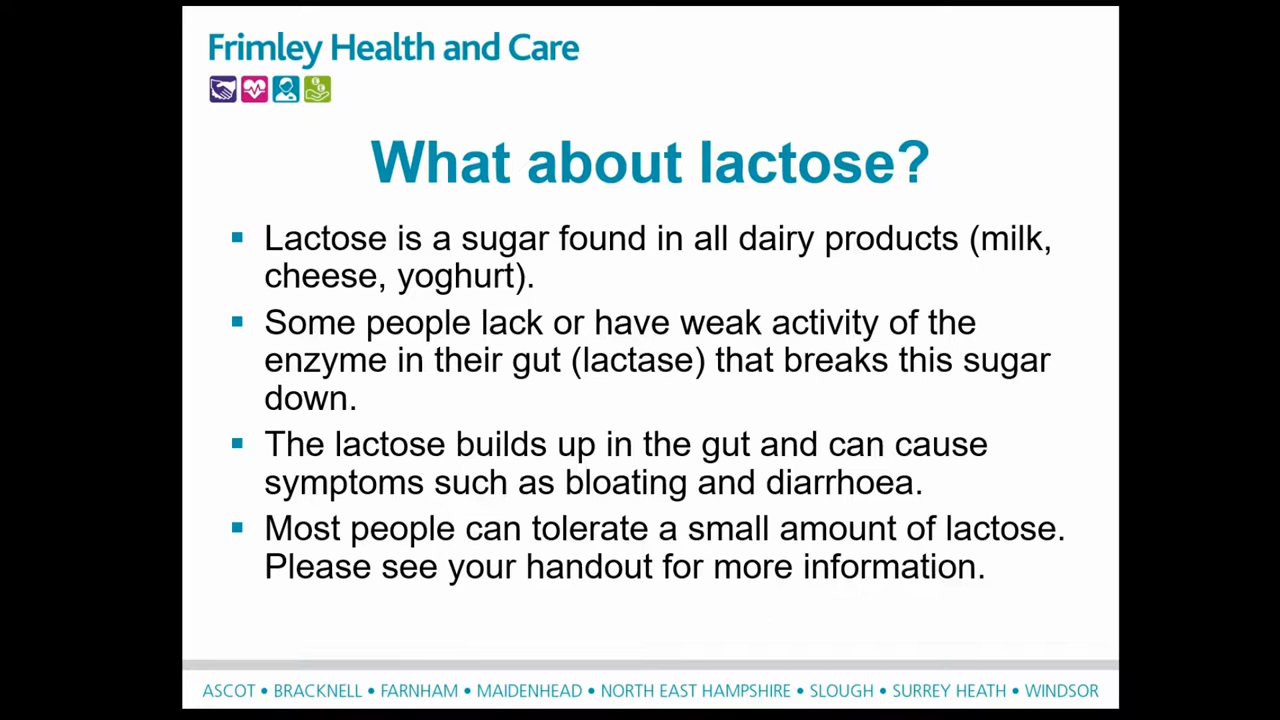 Frimley Health and Care
What about lactose?
▪ Lactose is a sugar found in all dairy products (milk,
cheese, yoghurt).
▪ Some people lack or have weak activity of the
enzyme in their gut (lactase) that breaks this sugar
down.
▪ The lactose builds up in the gut and can cause
symptoms such as bloating and diarrhoea.
▪ Most people can tolerate a small amount of lactose.
Please see your handout for more information.
ASCOT • BRACKNELL • FARNHAM • MAIDENHEAD • NORTH EAST HAMPSHIRE • SLOUGH • SURREY HEATH • WINDSOR